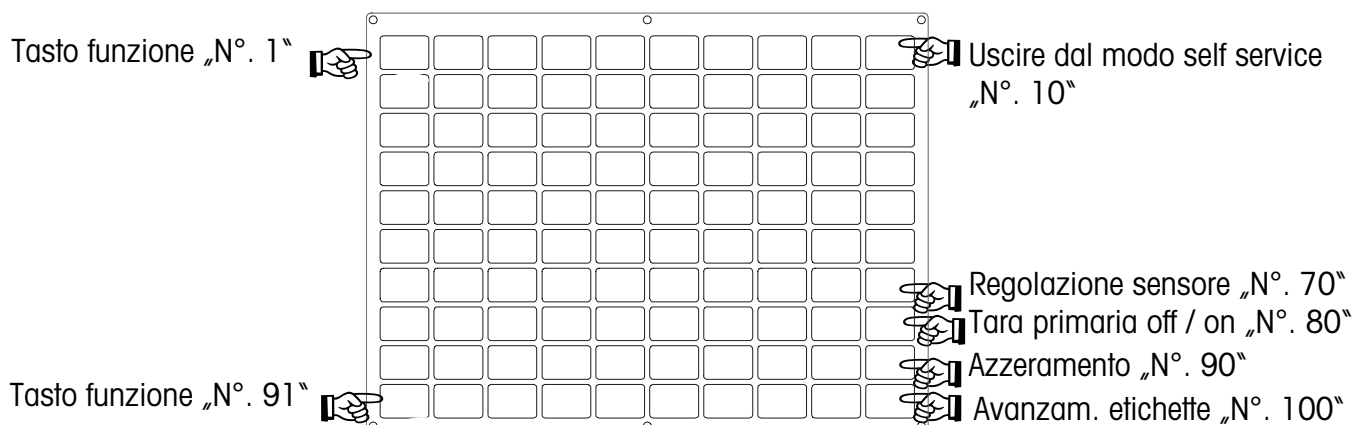 Tasto funzione „N°. 1‟
Uscire dal modo self service
„N°. 10‟
Regolazione sensore „N°. 70‟
Tara primaria off / on „N°. 80‟
Azzeramento „N°. 90‟
Tasto funzione „N°. 91‟
Avanzam. etichette „N°. 100‟